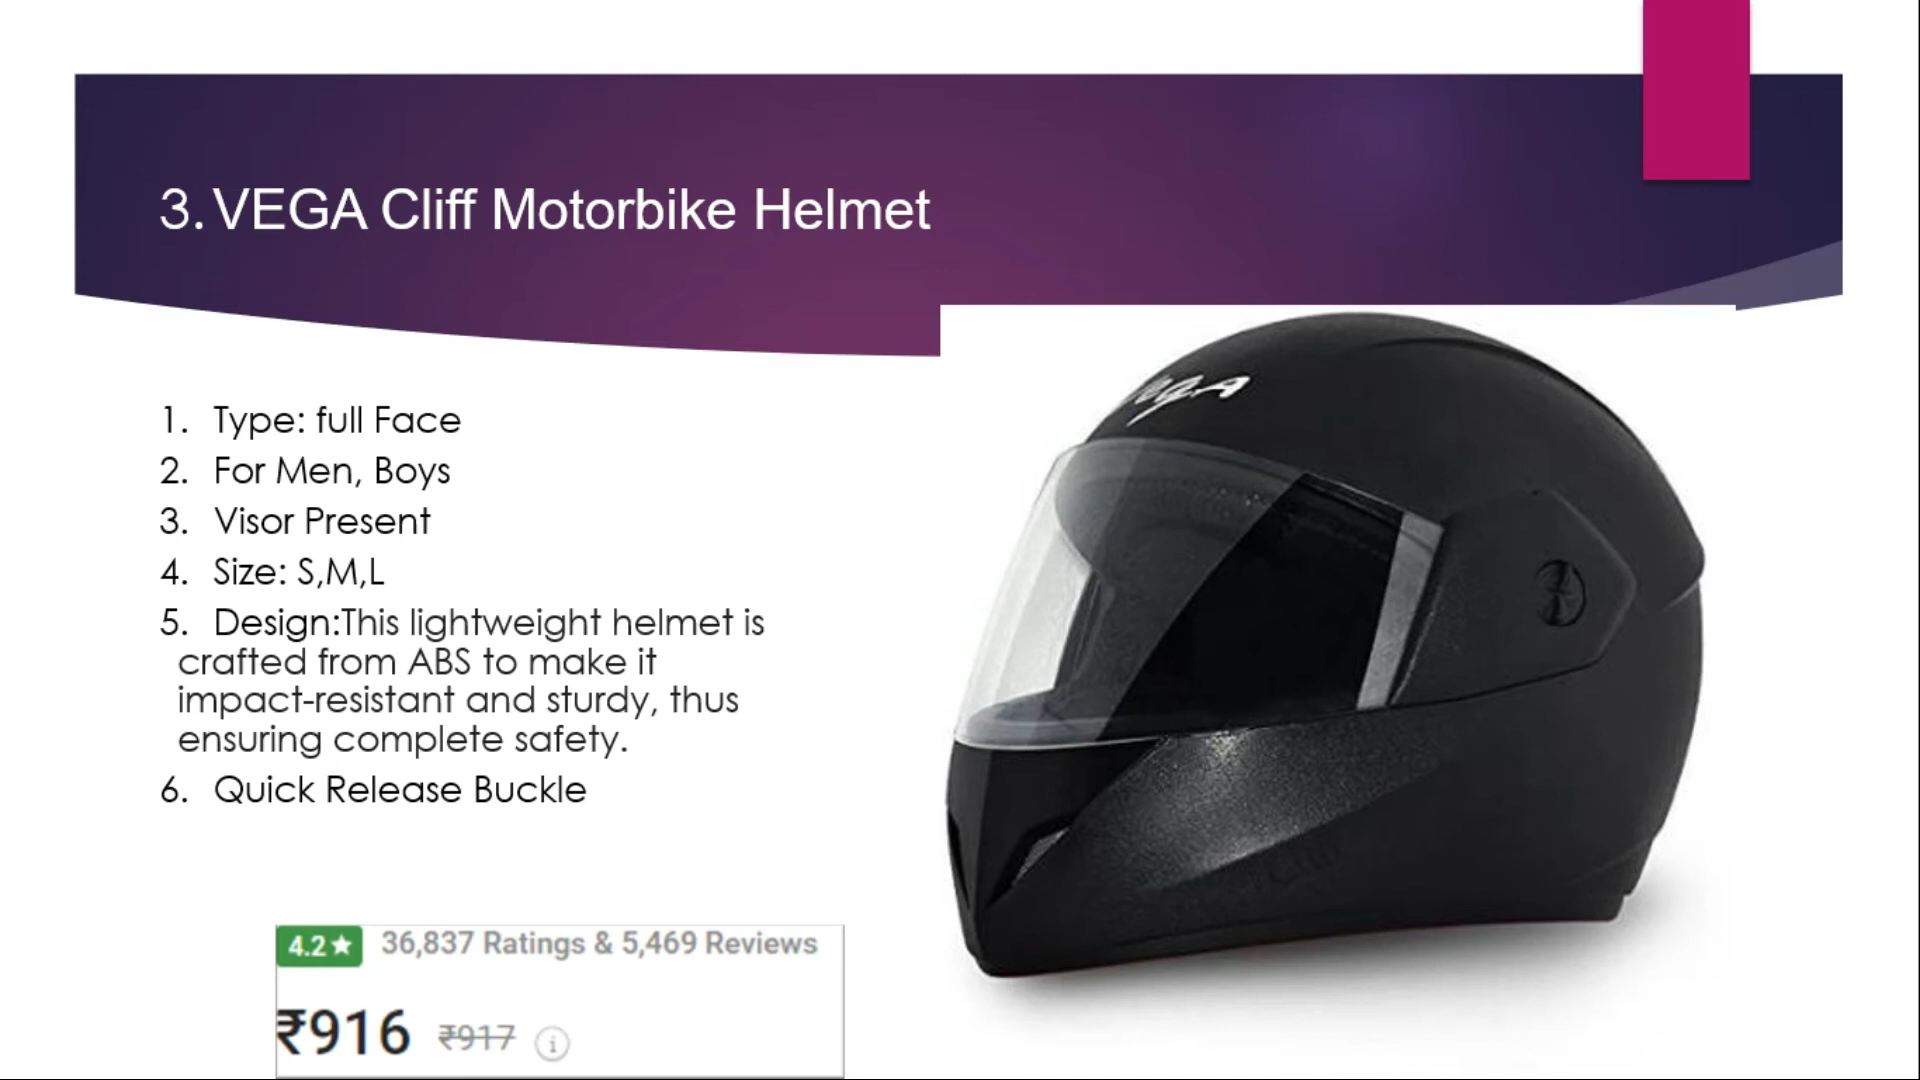 3. VEGA Cliff Motorbike Helmet
VEGA
1. Type: full Face
2. For Men, Boys
3. Visor Present
4. Size: S,M,L
5. Design:This lightweight helmet is
crafted from ABS to make it
impact-resistant and sturdy, thus
ensuring complete safety.
6. Quick Release Buckle
4.2★ 36,837 Ratings & 5,469 Reviews
₹916 ₹917 i